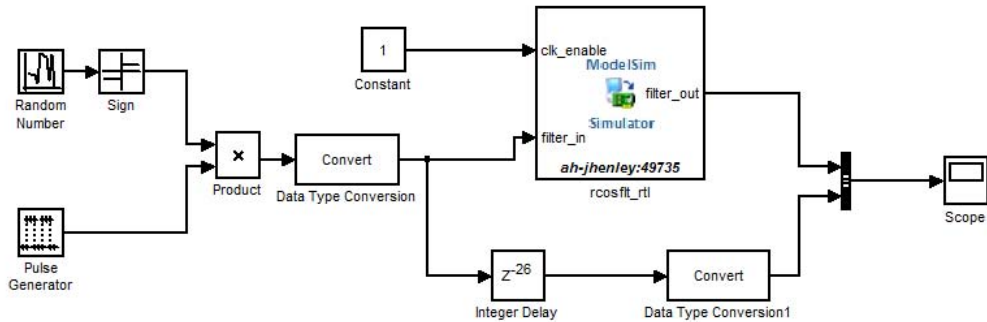 Random
Number
Sign
Pulse
Generator
×
Product
Convert
Data Type Conversion
1
Constant
clk_enable
filter_in
ModelSim
Simulator
filter_out
ah-jhenley:49735
rcosflt_rtl
Z-26
Integer Delay
Convert
Data Type Conversion1
Scope